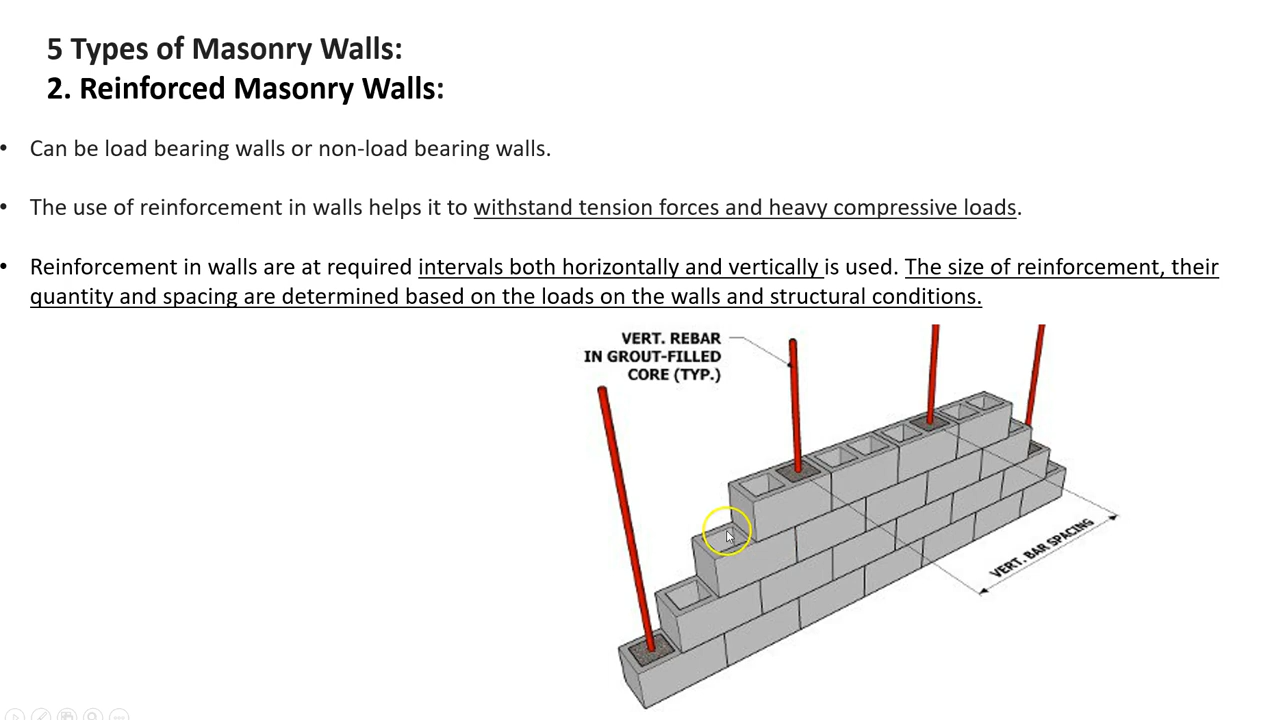 5 Types of Masonry Walls:
2. Reinforced Masonry Walls:
• Can be load bearing walls or non-load bearing walls.
• The use of reinforcement in walls helps it to withstand tension forces and heavy compressive loads.
• Reinforcement in walls are at required intervals both horizontally and vertically is used. The size of reinforcement, their
quantity and spacing are determined based on the loads on the walls and structural conditions.
VERT. REBAR
IN GROUT-FILLED
CORE (TYP.)
VERT. BAR SPACING